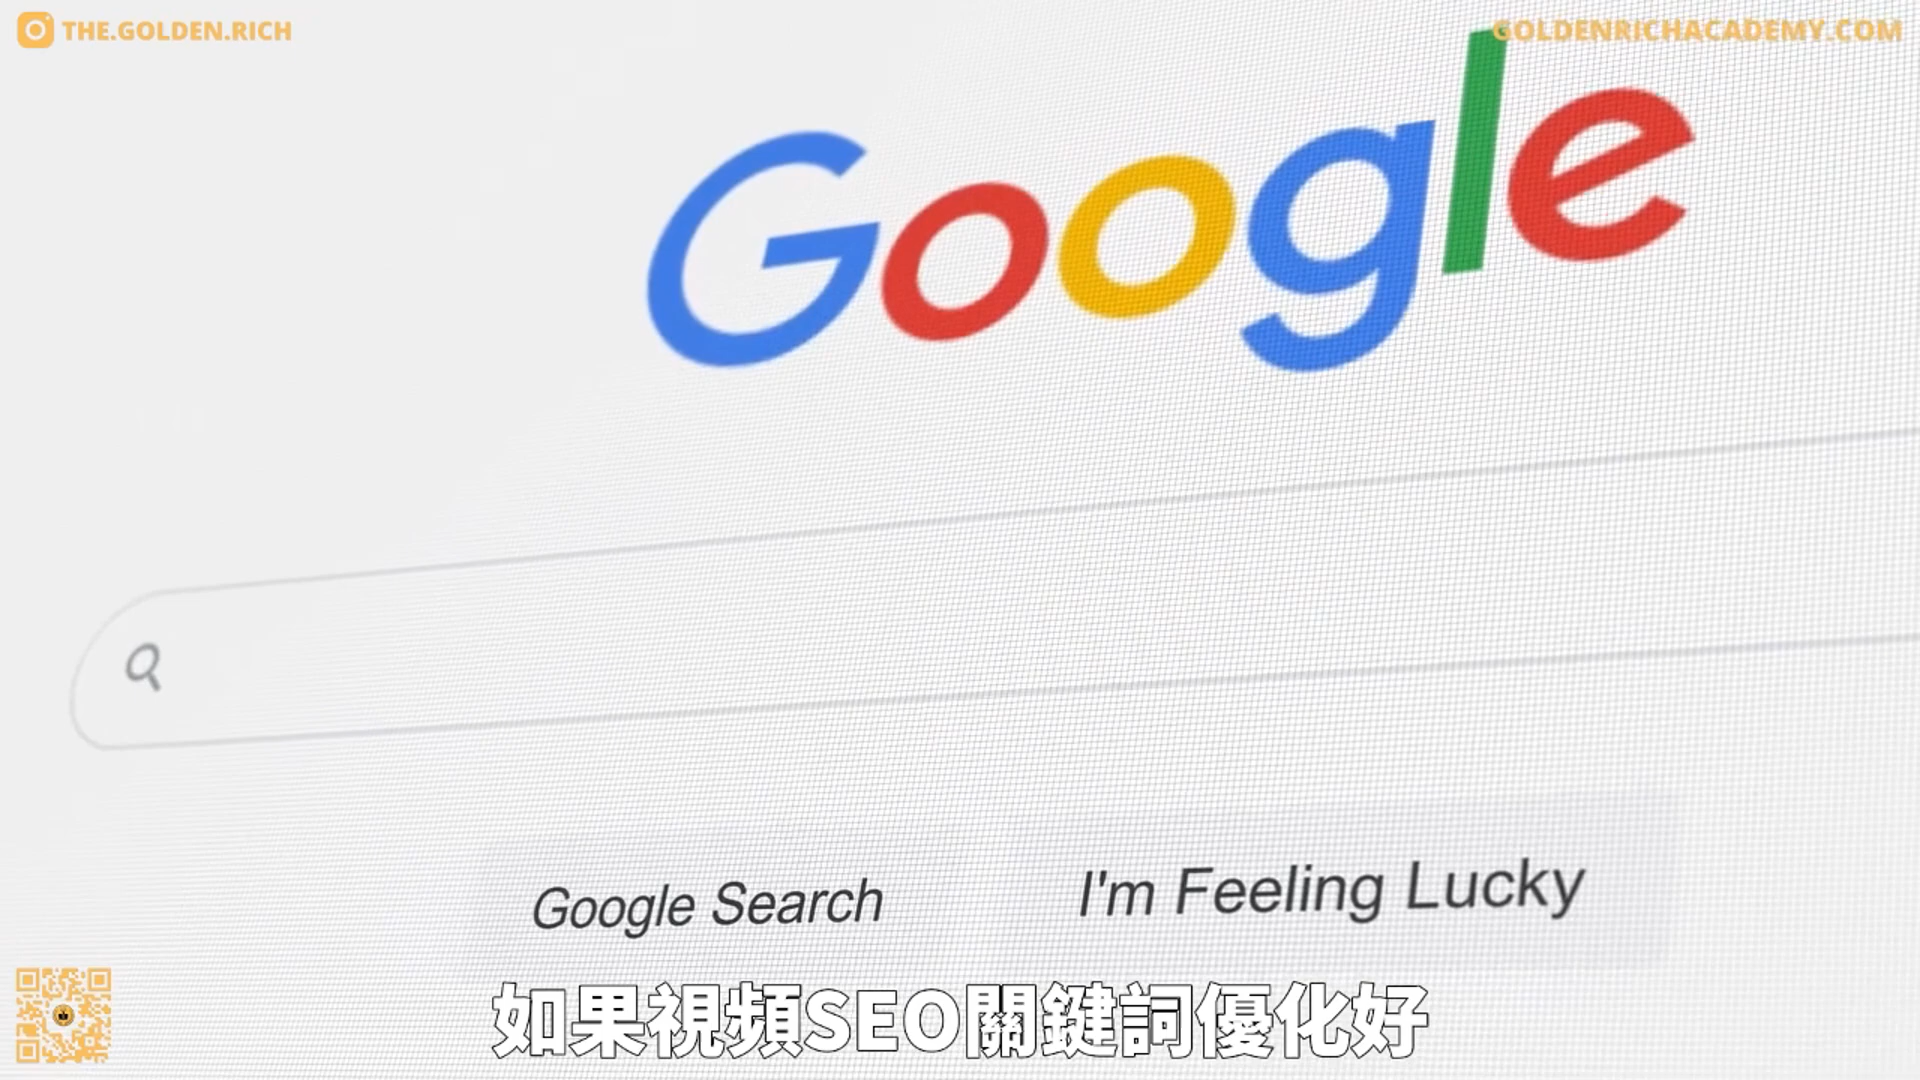 THE.GOLDEN.RICH
GOLDENRICHACADEMY.COM
Google
Google Search
I'm Feeling Lucky
如果視頻SEO關鍵詞優化好